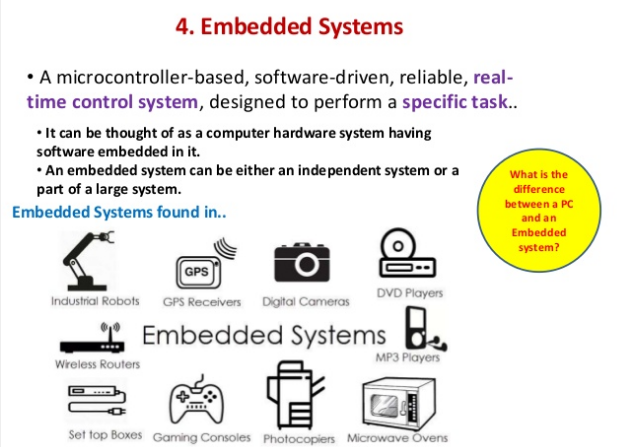 4. Embedded Systems
• A microcontroller-based, software-driven, reliable, real-
time control system, designed to perform a specific task..
• It can be thought of as a computer hardware system having
software embedded in it.
• An embedded system can be either an independent system or a
part of a large system.
What is the
difference
between a PC
and an
Embedded
system?
Embedded Systems found in..
GPS
Industrial Robots
GPS Receivers
Digital Cameras
DVD Players
Embedded Systems
Wireless Routers
MP3 Players
Set top Boxes
Gaming Consoles
Photocopiers
Microwave Ovens